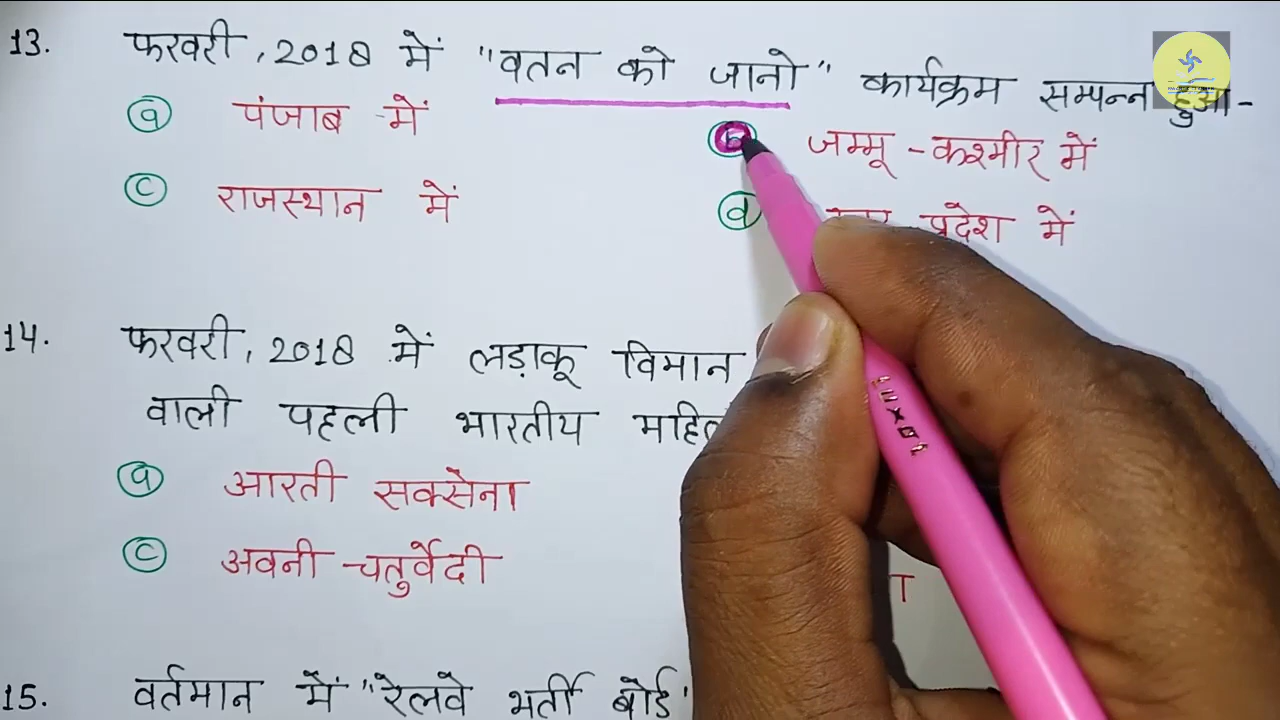 13. फरवरी, 2018 में "वतन को जानो" कार्यक्रम सम्पन्न हुआ-
(a) पंजाब में (b) जम्मू-कश्मीर में
(c) राजस्थान में (d) प्रदेश में
14. फरवरी, 2018 में लड़ाकू विमान
वाली पहली भारतीय
(a) आरती सक्सेना
(c) अवनी चतुर्वेदी
15. वर्तमान में "रेलवे भर्ती बोर्ड"
LUXOR